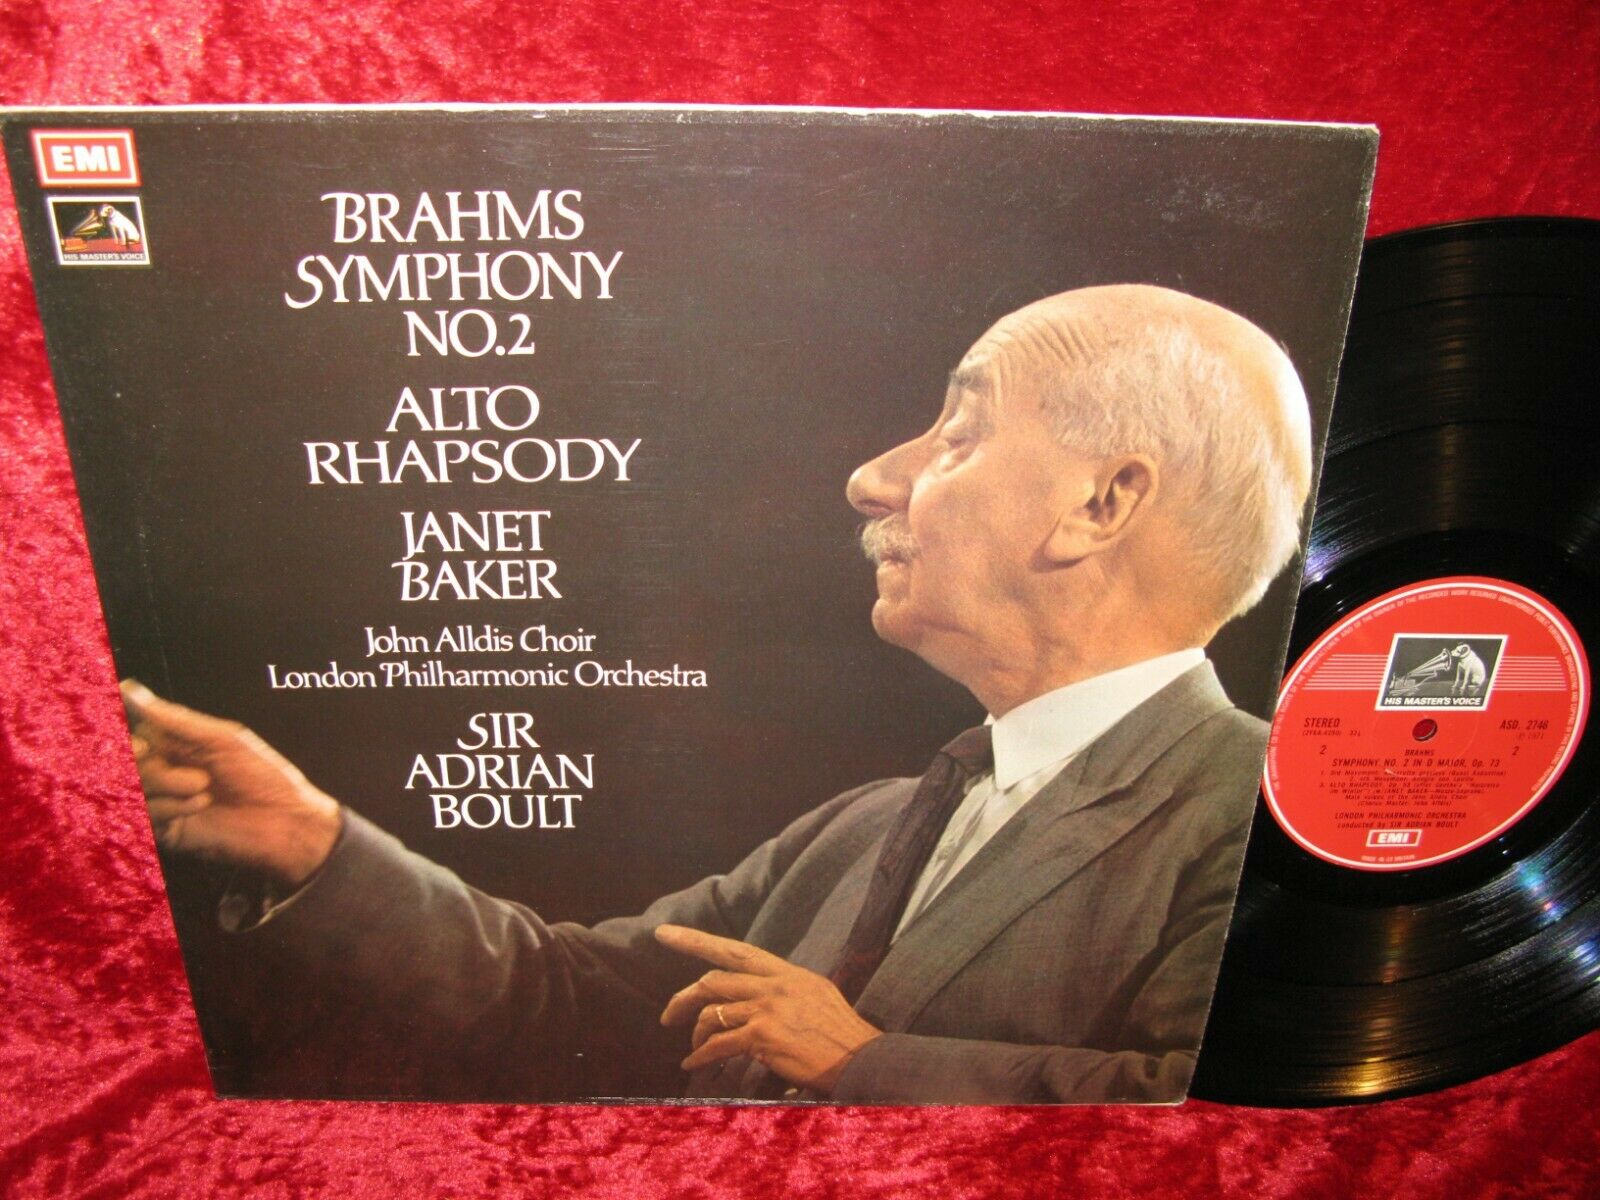 EMI
HIS MASTER'S VOICE
BRAHMS
SYMPHONY
NO.2
ALTO
RHAPSODY
JANET
BAKER
John Alldis Choir
London Philharmonic Orchestra
SIR
ADRIAN
BOULT
HIS MASTER'S VOICE
STEREO
ASD. 2746
℗ 1971
2
BRAHMS
2
SYMPHONY NO. 2 IN D MAJOR, Op. 73
LONDON PHILHARMONIC ORCHESTRA
conducted by SIR ADRIAN BOULT
EMI